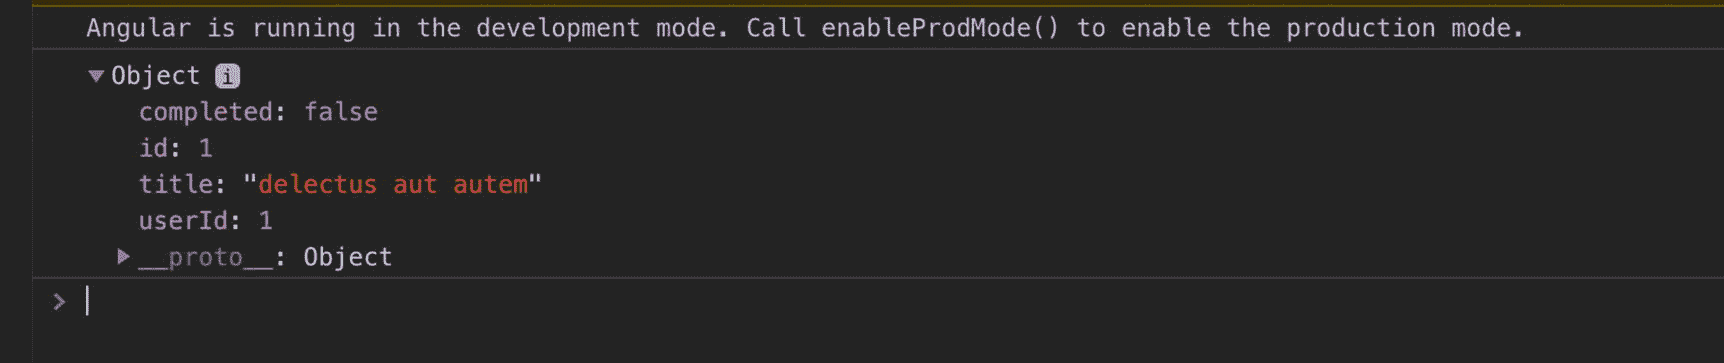 Angular is running in the development mode. Call enableProdMode() to enable the production mode.
Object i
completed: false
id: 1
title: "delectus aut autem"
userId: 1
__proto__: Object
>